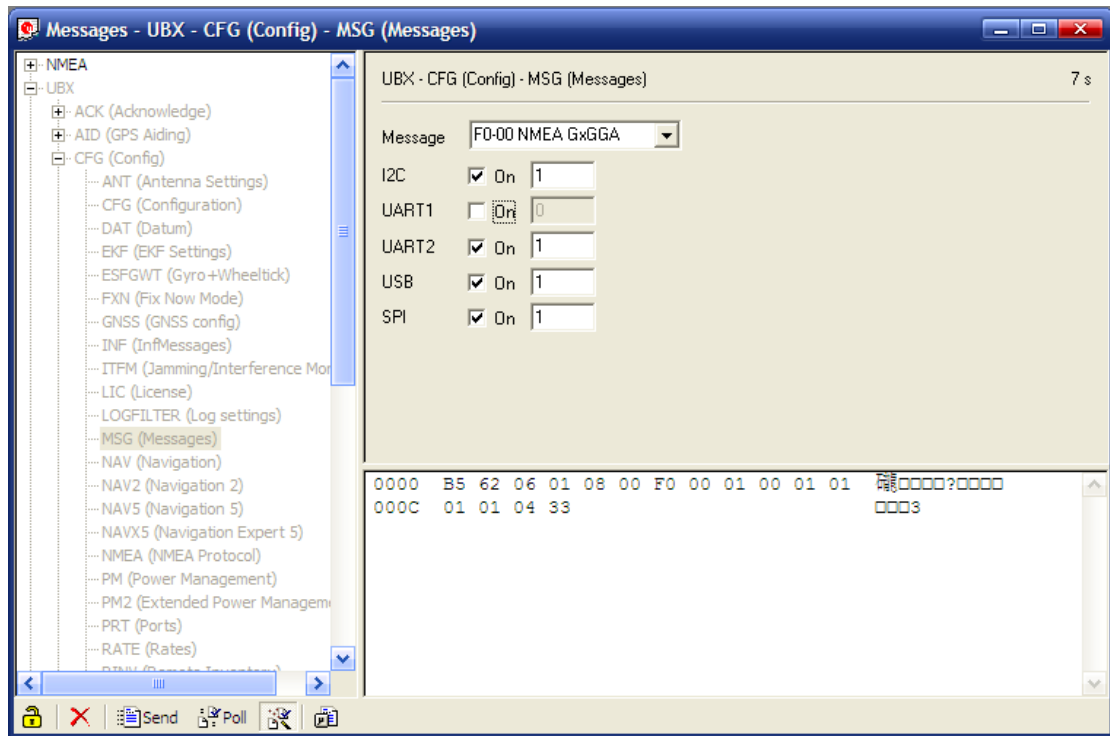 Messages - UBX - CFG (Config) - MSG (Messages)
NMEA
UBX
ACK (Acknowledge)
AID (GPS Aiding)
CFG (Config)
ANT (Antenna Settings)
CFG (Configuration)
DAT (Datum)
EKF (EKF Settings)
ESFGWT (Gyro+Wheeltick)
FXN (Fix Now Mode)
GNSS (GNSS config)
INF (InfMessages)
ITFM (Jamming/Interference Mor
LIC (License)
LOGFILTER (Log settings)
MSG (Messages)
NAV (Navigation)
NAV2 (Navigation 2)
NAV5 (Navigation 5)
NAVX5 (Navigation Expert 5)
NMEA (NMEA Protocol)
PM (Power Management)
PM2 (Extended Power Managem
PRT (Ports)
RATE (Rates)
UBX - CFG (Config) - MSG (Messages) 7 s
Message F0-00 NMEA GxGGA
I2C On 1
UART1 On 0
UART2 On 1
USB On 1
SPI On 1
0000 B5 62 06 01 08 00 F0 00 01 00 01 01
000C 01 01 04 33 □□□3
Send Poll